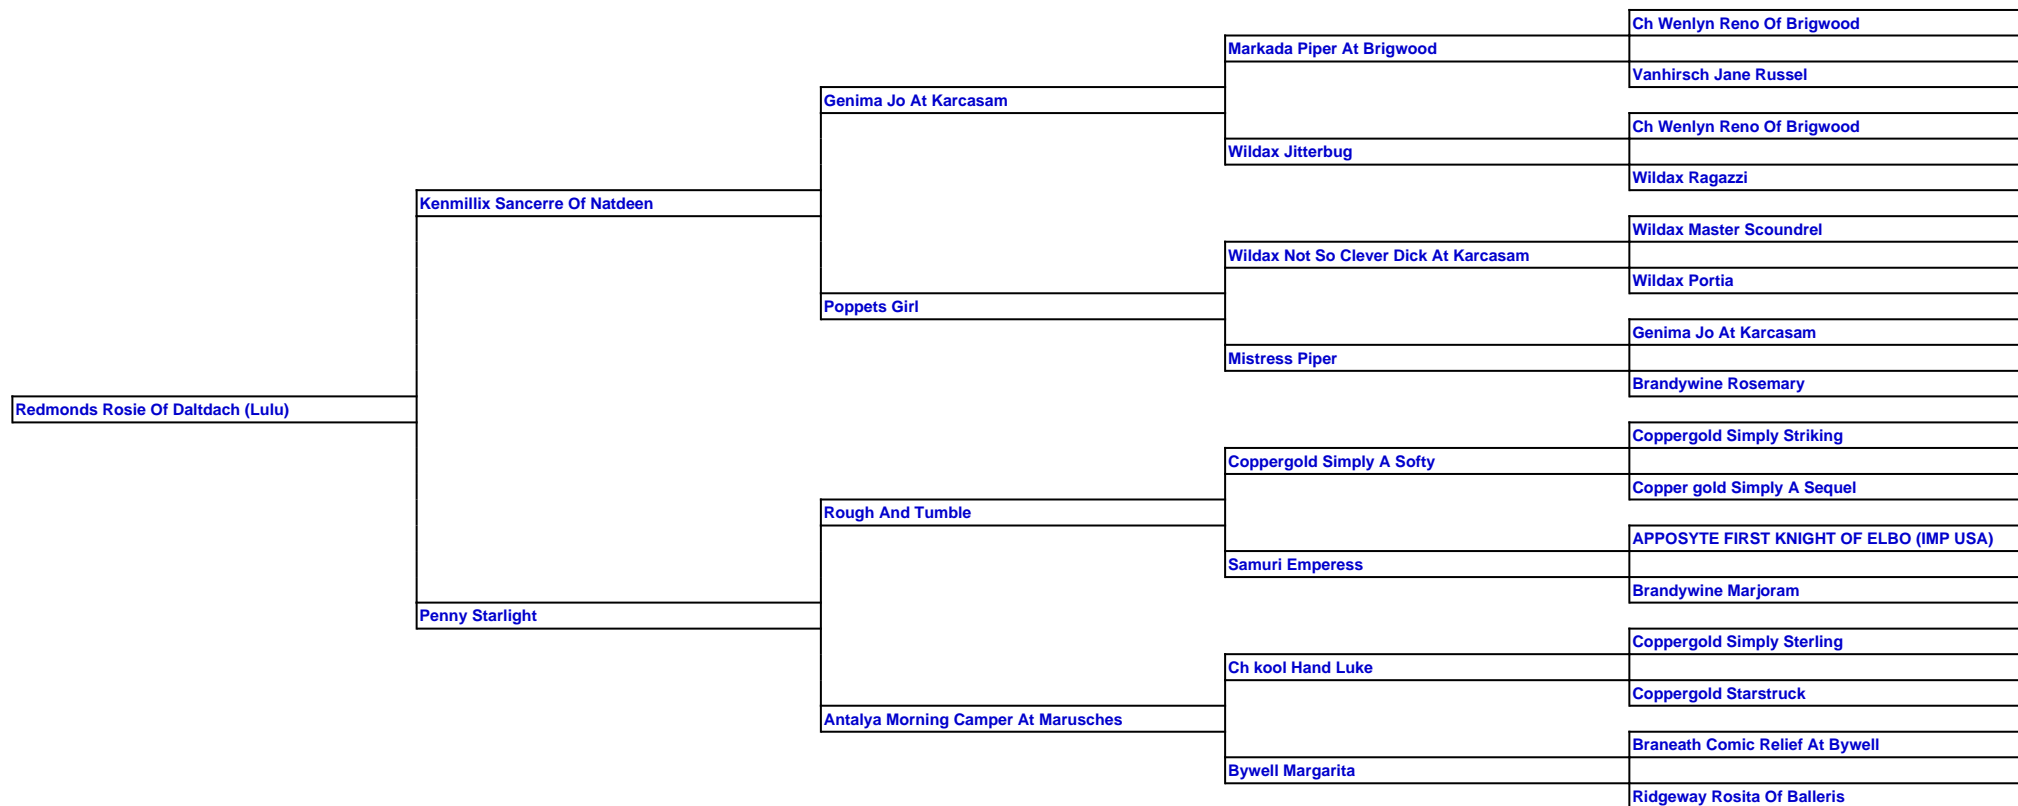 Ch Wenlyn Reno Of Brigwood
Markada Piper At Brigwood
Vanhirsch Jane Russel
Genima Jo At Karcasam
Ch Wenlyn Reno Of Brigwood
Wildax Jitterbug
Wildax Ragazzi
Kenmillix Sancerre Of Natdeen
Wildax Master Scoundrel
Wildax Not So Clever Dick At Karcasam
Wildax Portia
Poppets Girl
Genima Jo At Karcasam
Mistress Piper
Brandywine Rosemary
Redmonds Rosie Of Daltdach (Lulu)
Coppergold Simply Striking
Coppergold Simply A Softy
Copper gold Simply A Sequel
Rough And Tumble
APPOSYTE FIRST KNIGHT OF ELBO (IMP USA)
Samuri Emperess
Brandywine Marjoram
Penny Starlight
Coppergold Simply Sterling
Ch kool Hand Luke
Coppergold Starstruck
Antalya Morning Camper At Marusches
Braneath Comic Relief At Bywell
Bywell Margarita
Ridgeway Rosita Of Balleris